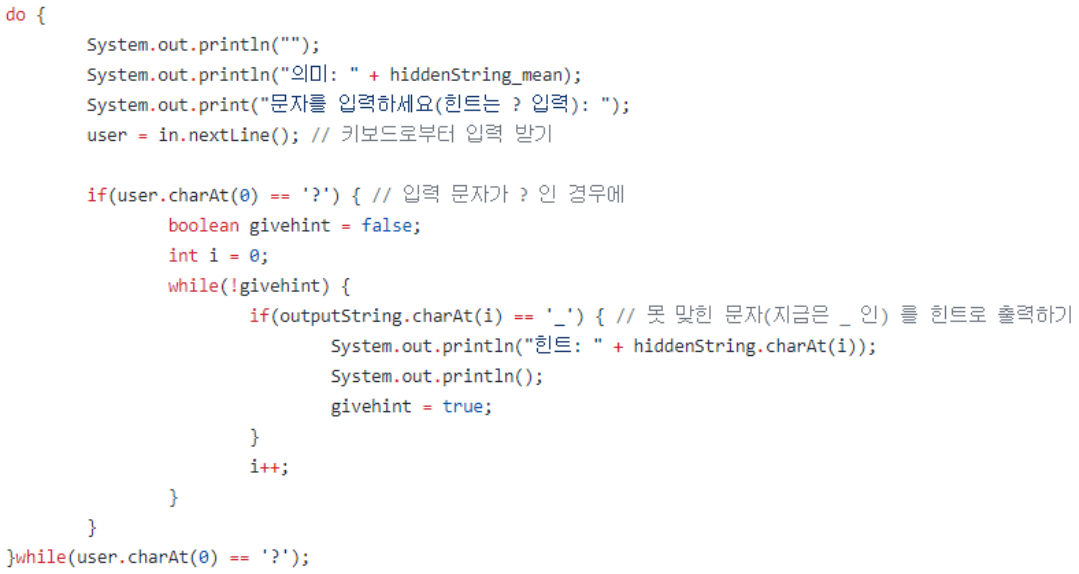 do {
System.out.println("");
System.out.println("의미: " + hiddenString_mean);
System.out.print("문자를 입력하세요(힌트는 ? 입력): ");
user = in.nextLine(); // 키보드로부터 입력 받기
if(user.charAt(0) == '?') { // 입력 문자가 ? 인 경우에
boolean givehint = false;
int i = 0;
while(!givehint) {
if(outputString.charAt(i) == '_') { // 못 맞힌 문자(지금은 _ 인) 를 힌트로 출력하기
System.out.println("힌트: " + hiddenString.charAt(i));
System.out.println();
givehint = true;
}
i++;
}
}
}while(user.charAt(0) == '?');